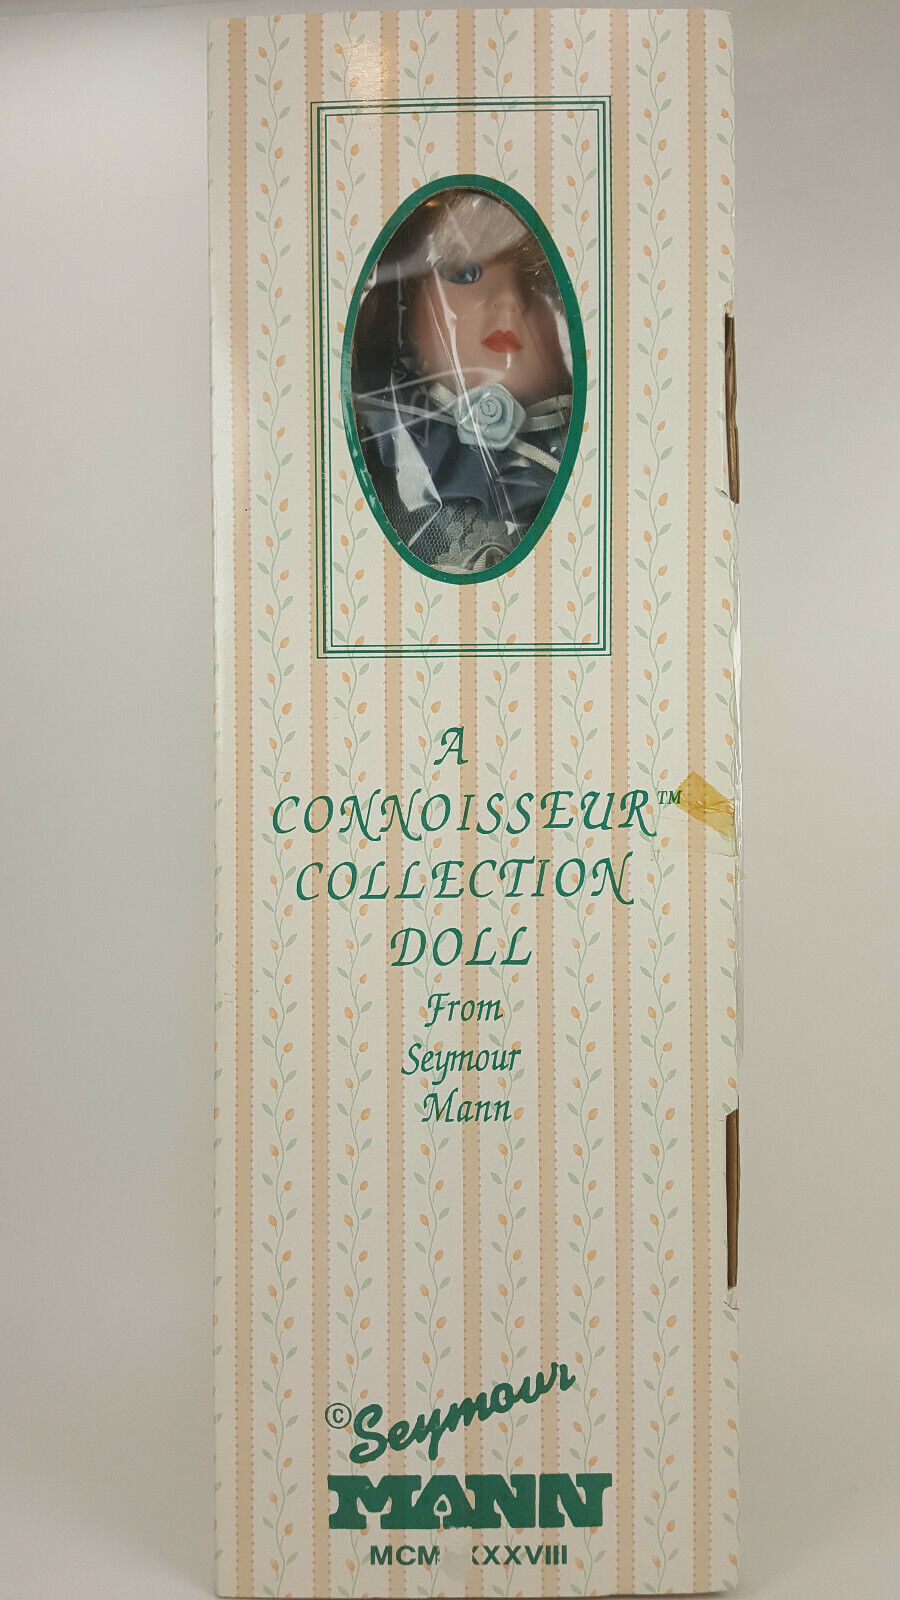 A
CONNOISSEUR™
COLLECTION
DOLL
From
Seymour
Mann
© Seymour
MANN